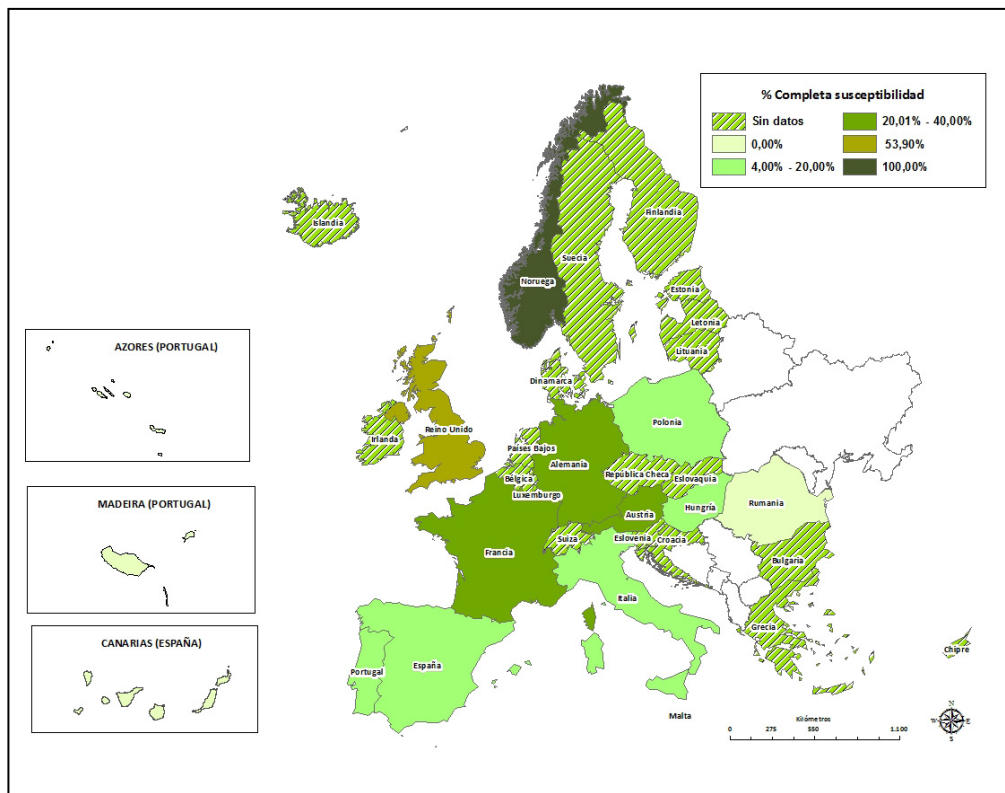 % Completa susceptibilidad
Sin datos
0,00%
4,00% - 20,00%
20,01% - 40,00%
53,90%
100,00%
Islandia
Finlandia
Suecia
Noruega
Estonia
Letonia
Lituania
Dinamarca
AZORES (PORTUGAL)
Irlanda
Reino Unido
Polonia
Países Bajos
Alemania
Bélgica
República Checa
Eslovaquia
Luxemburgo
MADEIRA (PORTUGAL)
Hungría
Rumania
Austria
Suiza
Eslovenia
Croacia
Francia
Bulgaria
Italia
Grecia
CANARIAS (ESPAÑA)
Portugal
España
Chipre
Malta
Kilómetros
0 275 550 1.100
N
W E
S